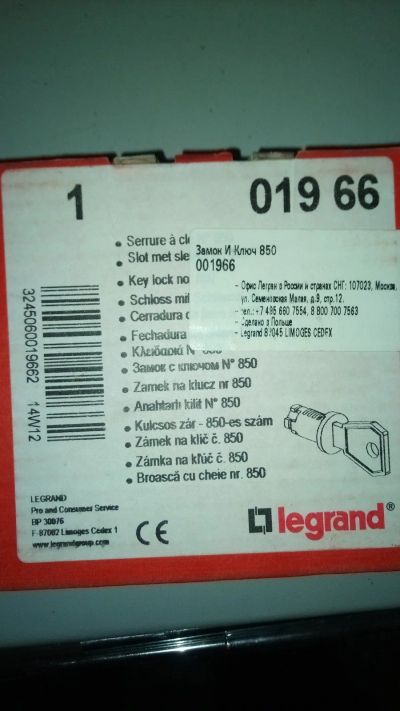 1
019 66
Serrure à cl
Slot met sle
Key lock no
Schloss mit
Cerradura c
Fechadura
Κλειδαριά Ν° 850
Замок с ключом N° 850
Zamek na klucz nr 850
Anahtarlı kilit N° 850
Kulcsos zár - 850-es szám
Zámek na klíč č. 850
Zámka na kľúč č. 850
Broască cu cheie nr. 850
Замок И Ключ 850
001966
- Офис Легран в России и странах СНГ: 107023, Москва,
ул. Семеновская Малая, д.9, стр.12.
- тел.: +7 495 660 7554, 8 800 700 7563
- Сделано в Польше
- Legrand 87045 LIMOGES CEDEX
3245060019662
14W12
LEGRAND
Pro and Consumer Service
BP 30076
F-87002 Limoges Cedex 1
www.legrandgroup.com
CE
legrand®